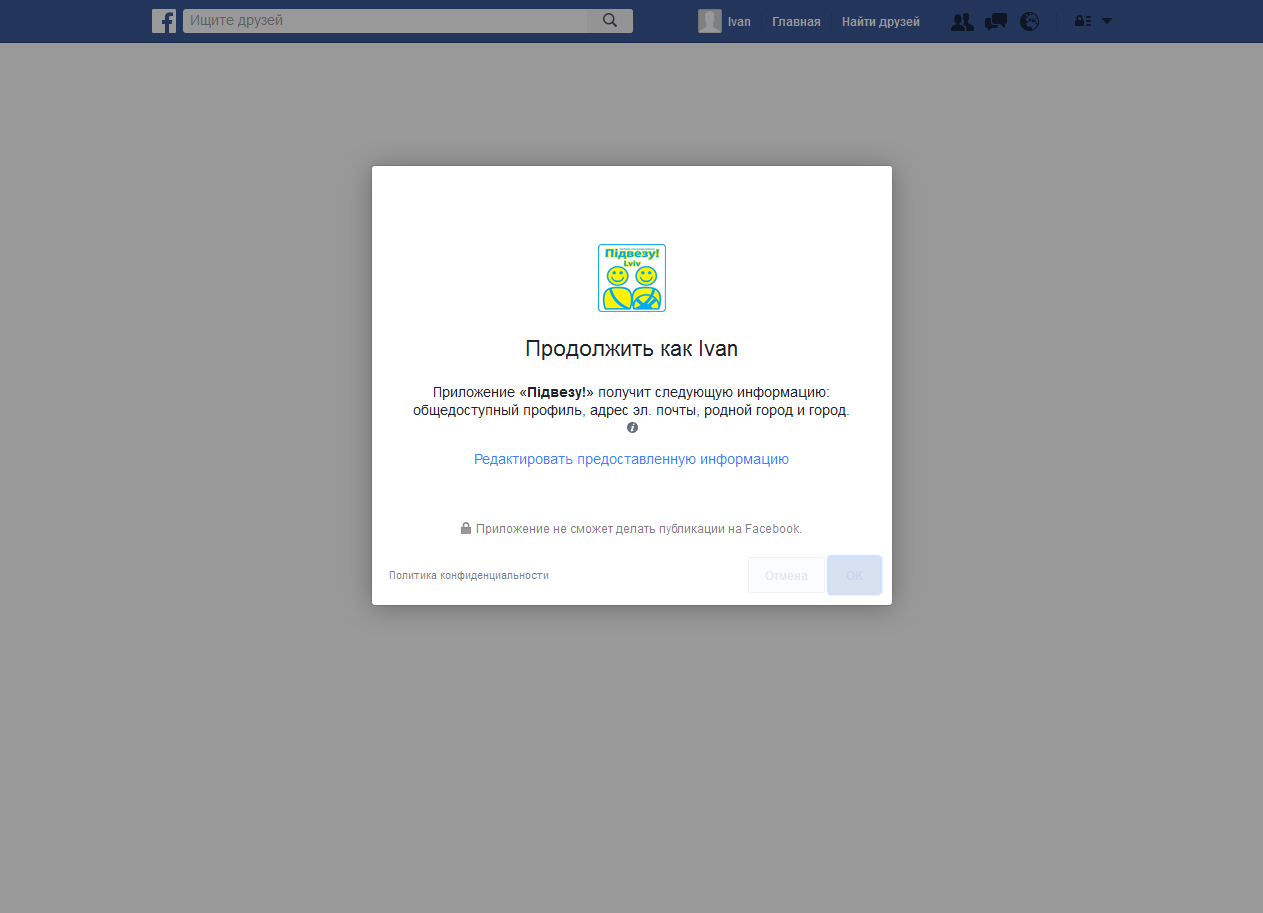 Ищите друзей
Ivan
Главная
Найти друзей
Підвезу!
Lviv
Продолжить как Ivan
Приложение «Підвезу!» получит следующую информацию:
общедоступный профиль, адрес эл. почты, родной город и город.
Редактировать предоставленную информацию
Приложение не сможет делать публикации на Facebook.
Политика конфиденциальности
Отмена
ОК